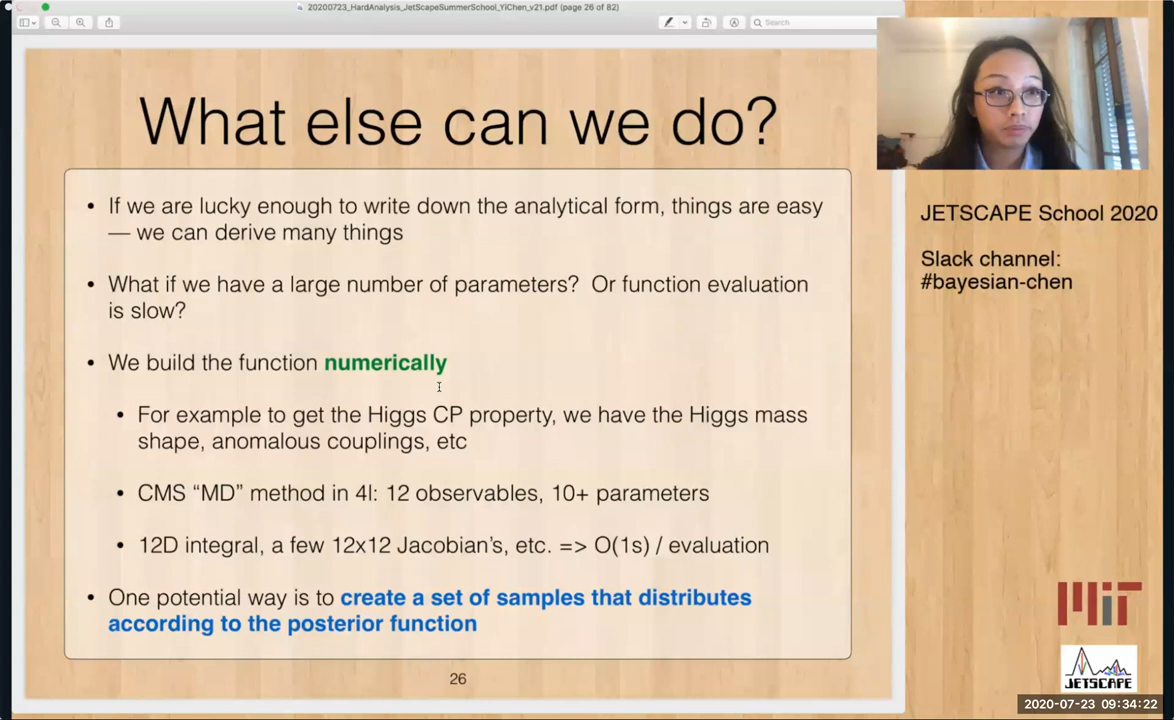 20200723_HardAnalysis_JetScapeSummerSchool_YiChen_v21.pdf (page 26 of 82)
Search
What else can we do?
• If we are lucky enough to write down the analytical form, things are easy
— we can derive many things
• What if we have a large number of parameters? Or function evaluation
is slow?
• We build the function numerically
• For example to get the Higgs CP property, we have the Higgs mass
shape, anomalous couplings, etc
• CMS “MD” method in 4l: 12 observables, 10+ parameters
• 12D integral, a few 12x12 Jacobian’s, etc. => O(1s) / evaluation
• One potential way is to create a set of samples that distributes
according to the posterior function
26
JETSCAPE School 2020
Slack channel:
#bayesian-chen
MIT
JETSCAPE
2020-07-23 09:34:22